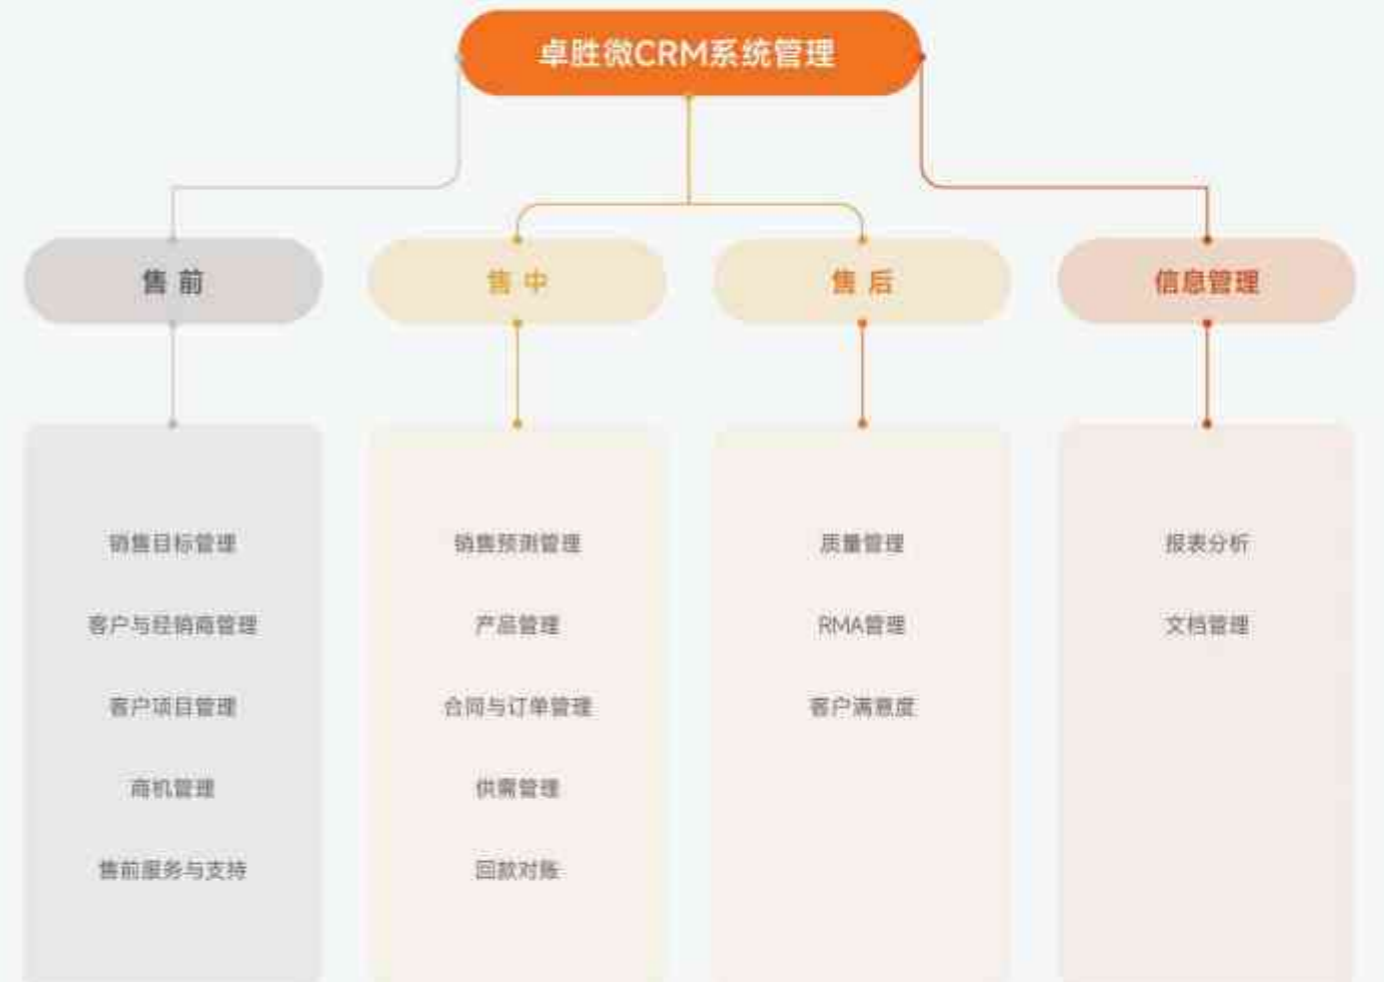 卓胜微CRM系统管理
售前
售中
售后
信息管理
销售目标管理
客户与经销商管理
客户项目管理
商机管理
售前服务与支持
销售预测管理
产品管理
合同与订单管理
供需管理
回款对账
质量管理
RMA管理
客户满意度
报表分析
文档管理